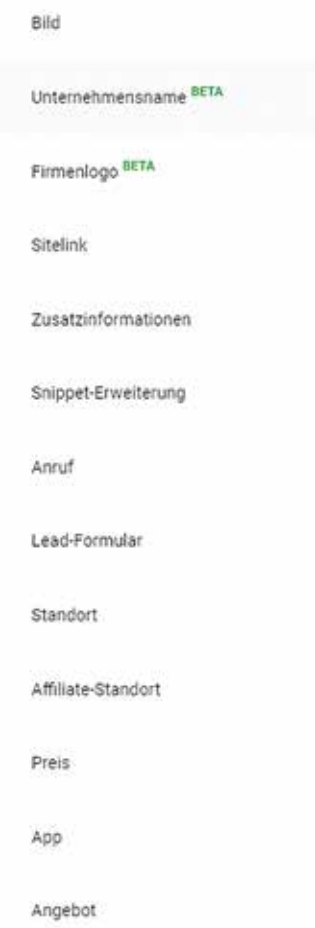 Bild
Unternehmensname BETA
Firmenlogo BETA
Sitelink
Zusatzinformationen
Snippet-Erweiterung
Anruf
Lead-Formular
Standort
Affiliate-Standort
Preis
App
Angebot